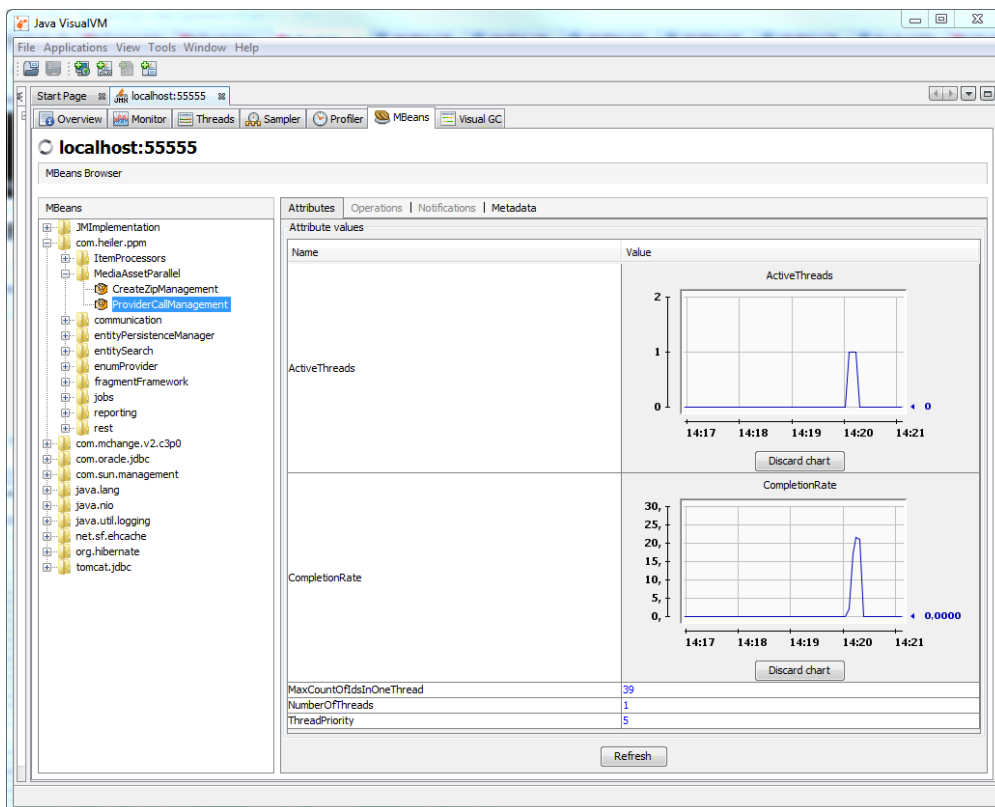 Java VisualVM
File Applications View Tools Window Help
Start Page localhost:55555
Overview Monitor Threads Sampler Profiler MBeans Visual GC
localhost:55555
MBeans Browser
MBeans
JMImplementation
com.heiler.ppm
ItemProcessors
MediaAssetParallel
CreateZipManagement
ProviderCallManagement
communication
entityPersistenceManager
entitySearch
enumProvider
fragmentFramework
jobs
reporting
rest
com.mchange.v2.c3p0
com.oracle.jdbc
com.sun.management
java.lang
java.nio
java.util.logging
net.sf.ehcache
org.hibernate
tomcat.jdbc
Attributes Operations Notifications Metadata
Attribute values
Name Value
ActiveThreads
ActiveThreads
2
1
0
0
14:17 14:18 14:19 14:20 14:21
Discard chart
CompletionRate
CompletionRate
30,
25,
20,
15,
10,
5,
0,
0,0000
14:17 14:18 14:19 14:20 14:21
Discard chart
MaxCountOfIdsInOneThread 39
NumberOfThreads 1
ThreadPriority 5
Refresh